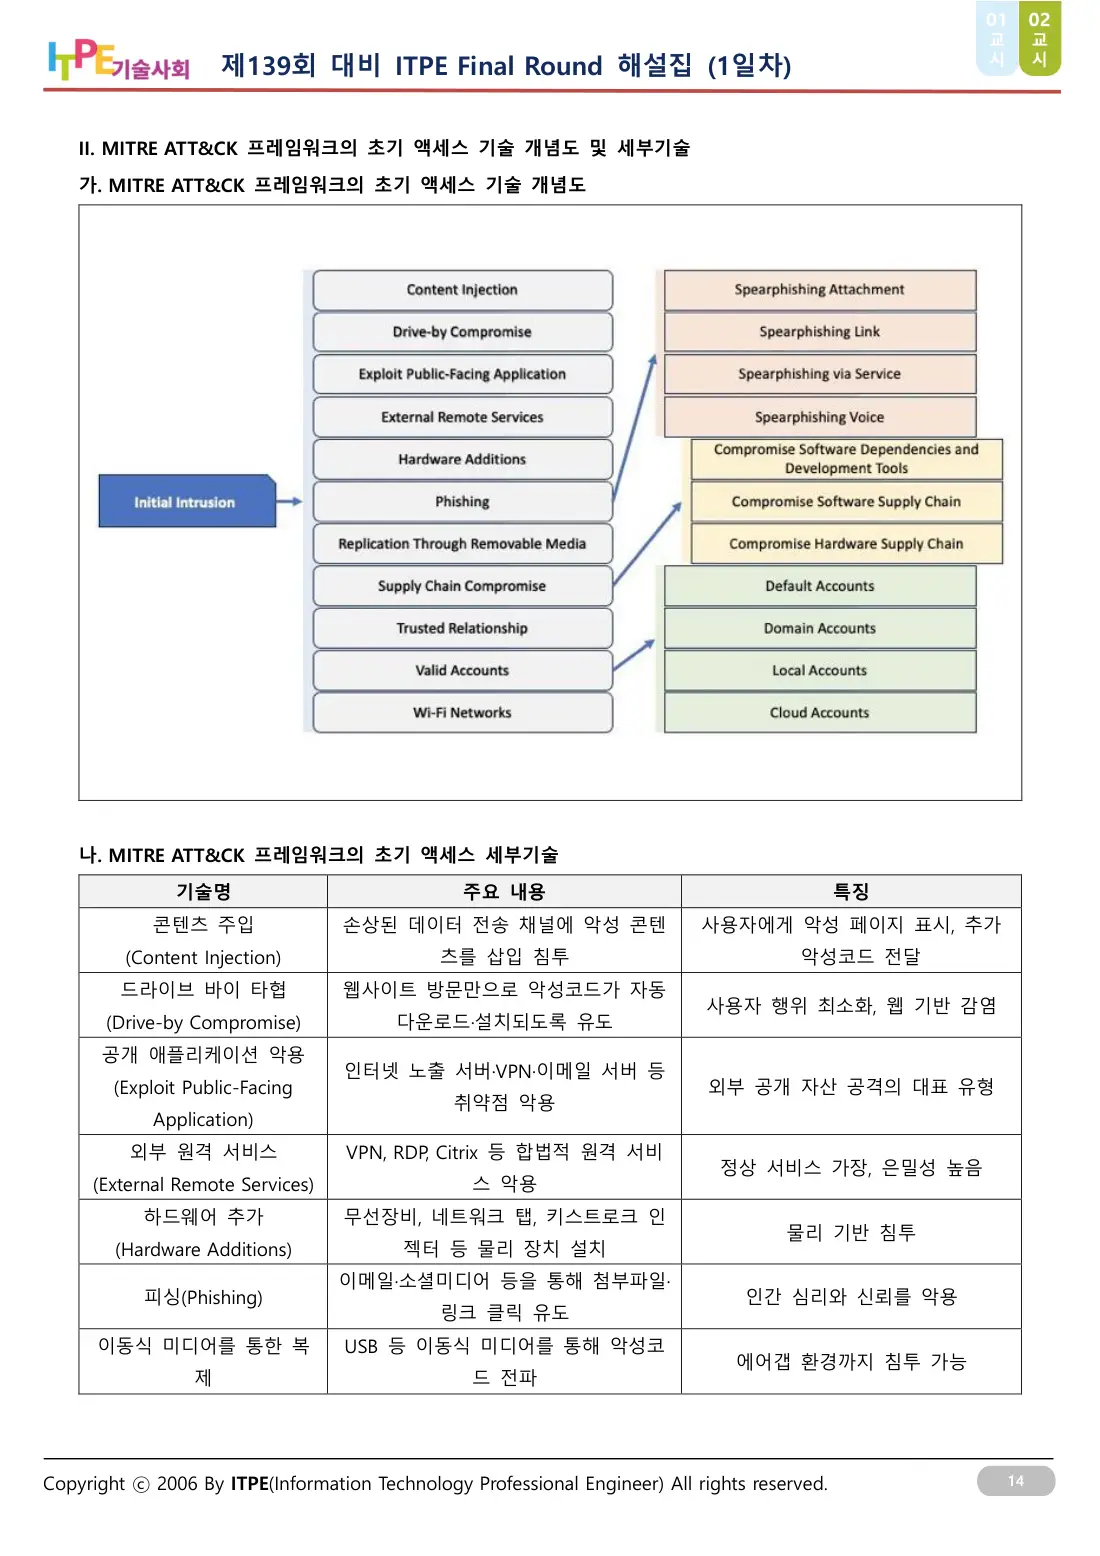 01
교
시
02
교
시
ITPE기술사회
제139회 대비 ITPE Final Round 해설집 (1일차)
II. MITRE ATT&CK 프레임워크의 초기 액세스 기술 개념도 및 세부기술
가. MITRE ATT&CK 프레임워크의 초기 액세스 기술 개념도
Initial Intrusion
Content Injection
Drive-by Compromise
Exploit Public-Facing Application
External Remote Services
Hardware Additions
Phishing
Replication Through Removable Media
Supply Chain Compromise
Trusted Relationship
Valid Accounts
Wi-Fi Networks
Spearphishing Attachment
Spearphishing Link
Spearphishing via Service
Spearphishing Voice
Compromise Software Dependencies and
Development Tools
Compromise Software Supply Chain
Compromise Hardware Supply Chain
Default Accounts
Domain Accounts
Local Accounts
Cloud Accounts
나. MITRE ATT&CK 프레임워크의 초기 액세스 세부기술
기술명
주요 내용
특징
콘텐츠 주입
(Content Injection)
손상된 데이터 전송 채널에 악성 콘텐
츠를 삽입 침투
사용자에게 악성 페이지 표시, 추가
악성코드 전달
드라이브 바이 타협
(Drive-by Compromise)
웹사이트 방문만으로 악성코드가 자동
다운로드·설치되도록 유도
사용자 행위 최소화, 웹 기반 감염
공개 애플리케이션 악용
(Exploit Public-Facing
Application)
인터넷 노출 서버·VPN·이메일 서버 등
취약점 악용
외부 공개 자산 공격의 대표 유형
외부 원격 서비스
(External Remote Services)
VPN, RDP, Citrix 등 합법적 원격 서비
스 악용
정상 서비스 가장, 은밀성 높음
하드웨어 추가
(Hardware Additions)
무선장비, 네트워크 탭, 키스트로크 인
젝터 등 물리 장치 설치
물리 기반 침투
피싱(Phishing)
이메일·소셜미디어 등을 통해 첨부파일·
링크 클릭 유도
인간 심리와 신뢰를 악용
이동식 미디어를 통한 복
제
USB 등 이동식 미디어를 통해 악성코
드 전파
에어갭 환경까지 침투 가능
Copyright ⓒ 2006 By ITPE(Information Technology Professional Engineer) All rights reserved.
14